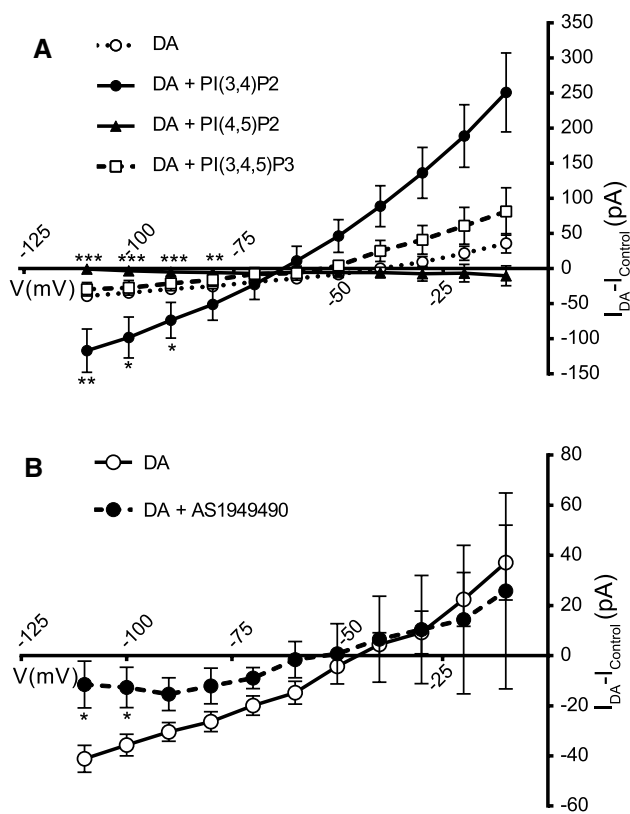 A
DA
DA + PI(3,4)P2
DA + PI(4,5)P2
DA + PI(3,4,5)P3
350
300
250
200
150
100
50
0
-50
-100
-150
I_DA-I_Control (pA)
-125
-100
-75
-50
-25
V(mV)
*** *** *** **
** * *
B
DA
DA + AS1949490
80
60
40
20
0
-20
-40
-60
I_DA-I_Control (pA)
-125
-100
-75
-50
-25
V(mV)
* *